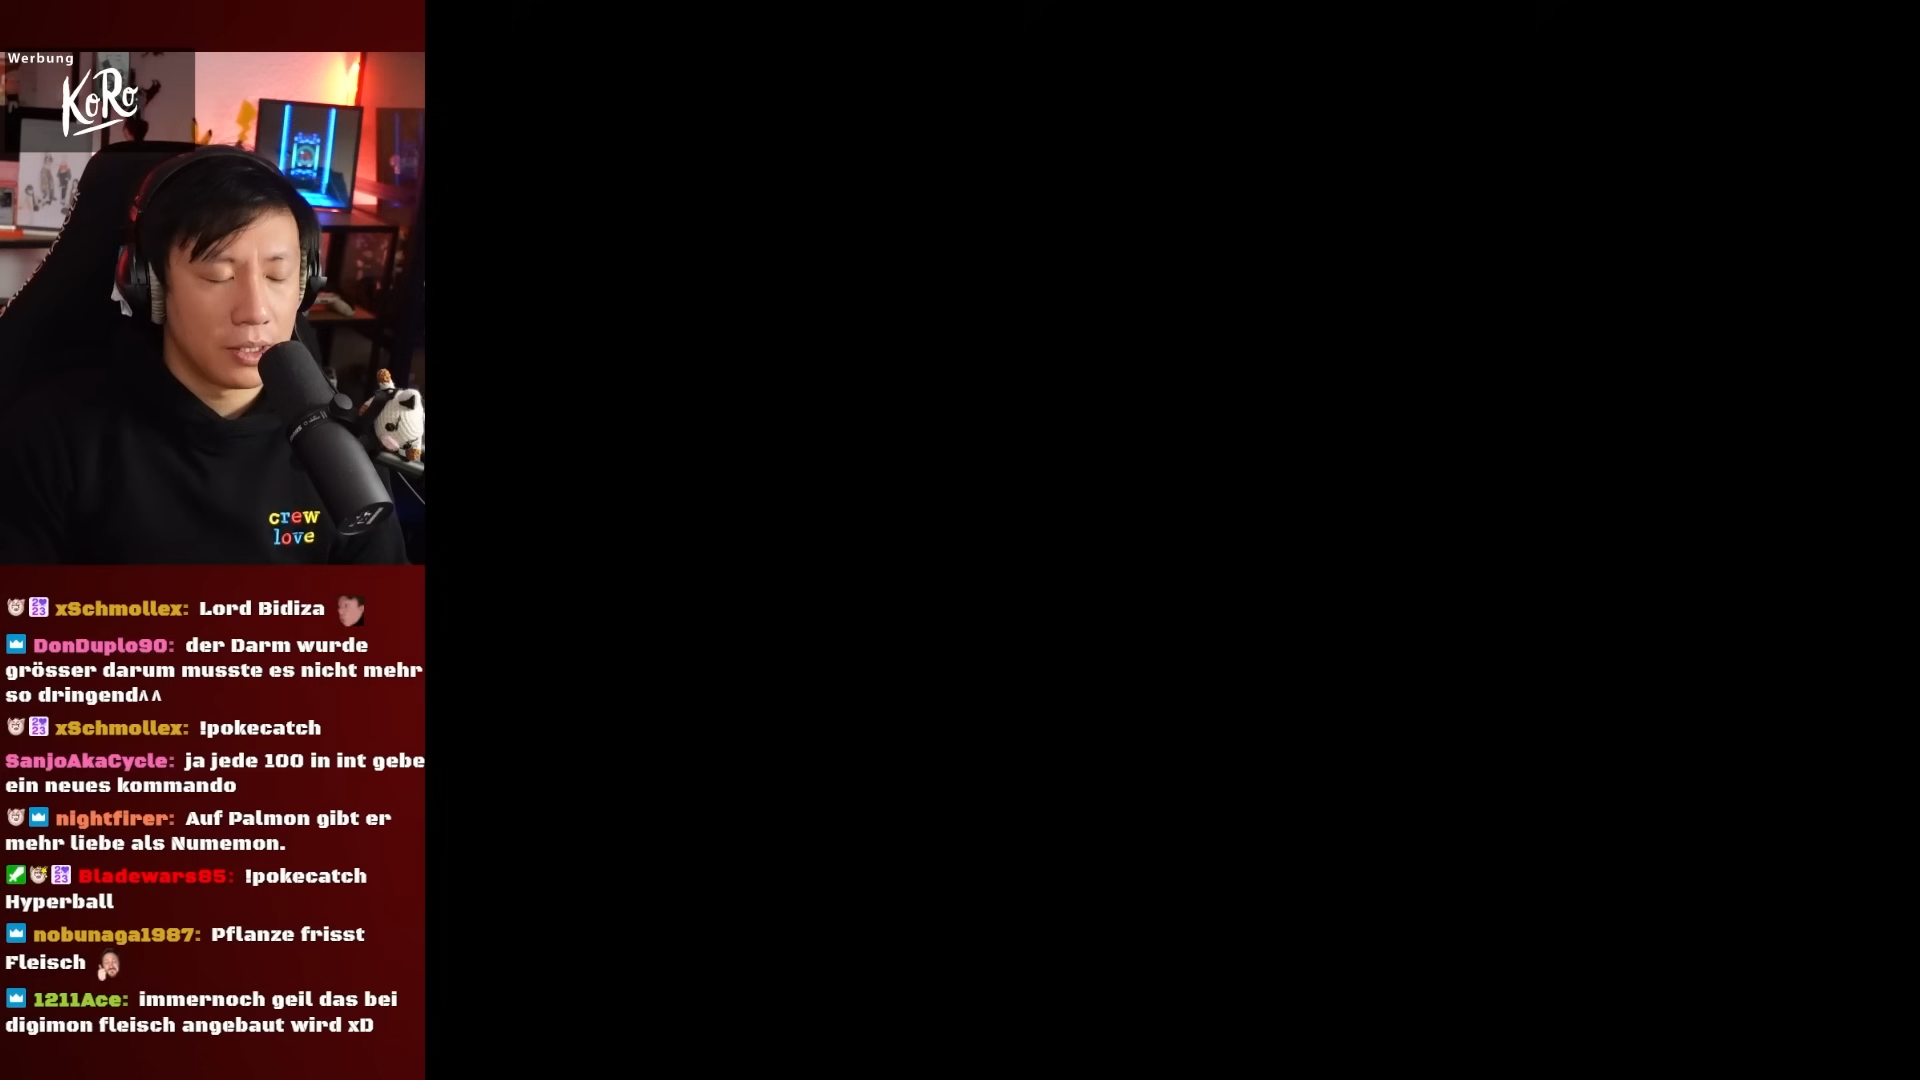 Werbung
KoRo
crew
love
xSchmollex: Lord Bidiza
DonDuplo90: der Darm wurde
grösser darum musste es nicht mehr
so dringend^^
xSchmollex: !pokecatch
SanjoAkaCycle: ja jede 100 in int gebe
ein neues kommando
nightfirer: Auf Palmon gibt er
mehr liebe als Numemon.
Bladewars85: !pokecatch
Hyperball
nobunaga1987: Pflanze frisst
Fleisch
1211Ace: immernoch geil das bei
digimon fleisch angebaut wird xD